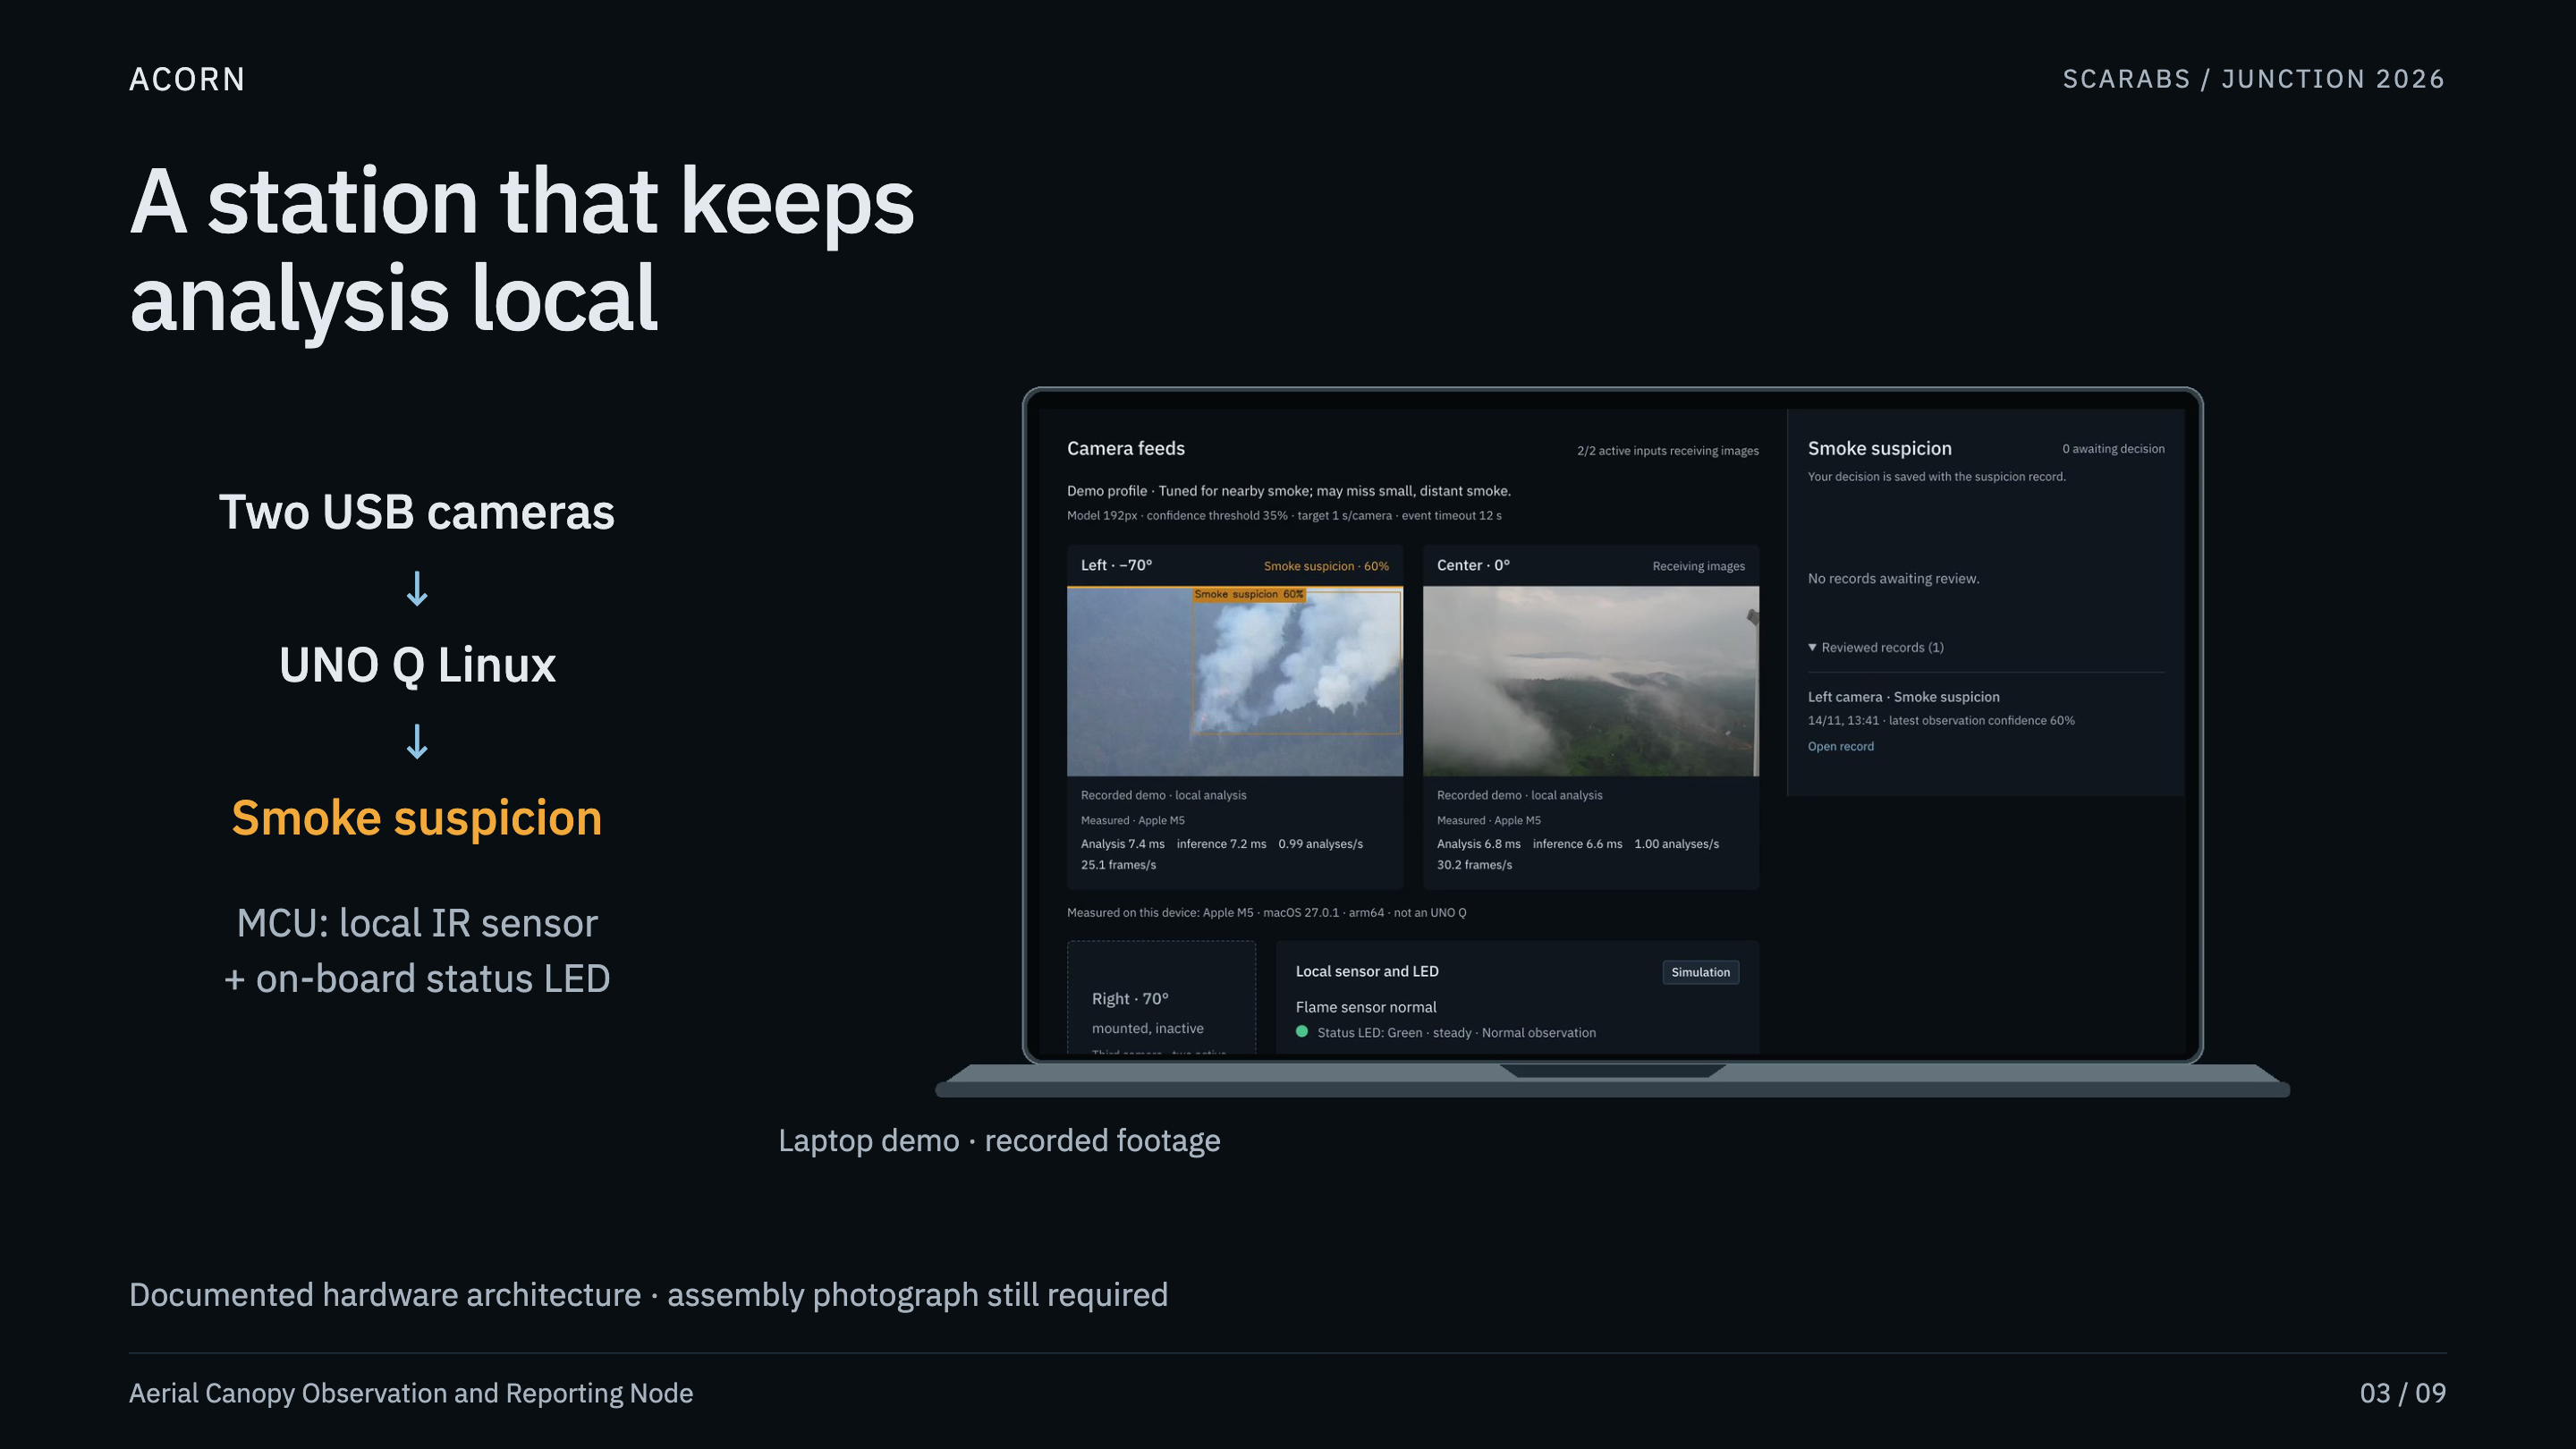 ACORN
SCARABS / JUNCTION 2026
A station that keeps
analysis local
Two USB cameras
↓
UNO Q Linux
↓
Smoke suspicion
MCU: local IR sensor
+ on-board status LED
Camera feeds
2/2 active inputs receiving images
Demo profile · Tuned for nearby smoke; may miss small, distant smoke.
Model 192px · confidence threshold 35% · target 1 s/camera · event timeout 12 s
Left · −70°
Smoke suspicion · 60%
Smoke suspicion 60%
Recorded demo · local analysis
Measured · Apple M5
Analysis 7.4 ms inference 7.2 ms 0.99 analyses/s
25.1 frames/s
Center · 0°
Receiving images
Recorded demo · local analysis
Measured · Apple M5
Analysis 6.8 ms inference 6.6 ms 1.00 analyses/s
30.2 frames/s
Measured on this device: Apple M5 · macOS 27.0.1 · arm64 · not an UNO Q
Right · 70°
mounted, inactive
Local sensor and LED
Simulation
Flame sensor normal
Status LED: Green · steady · Normal observation
Smoke suspicion
0 awaiting decision
Your decision is saved with the suspicion record.
No records awaiting review.
▼ Reviewed records (1)
Left camera · Smoke suspicion
14/11, 13:41 · latest observation confidence 60%
Open record
Laptop demo · recorded footage
Documented hardware architecture · assembly photograph still required
Aerial Canopy Observation and Reporting Node
03 / 09